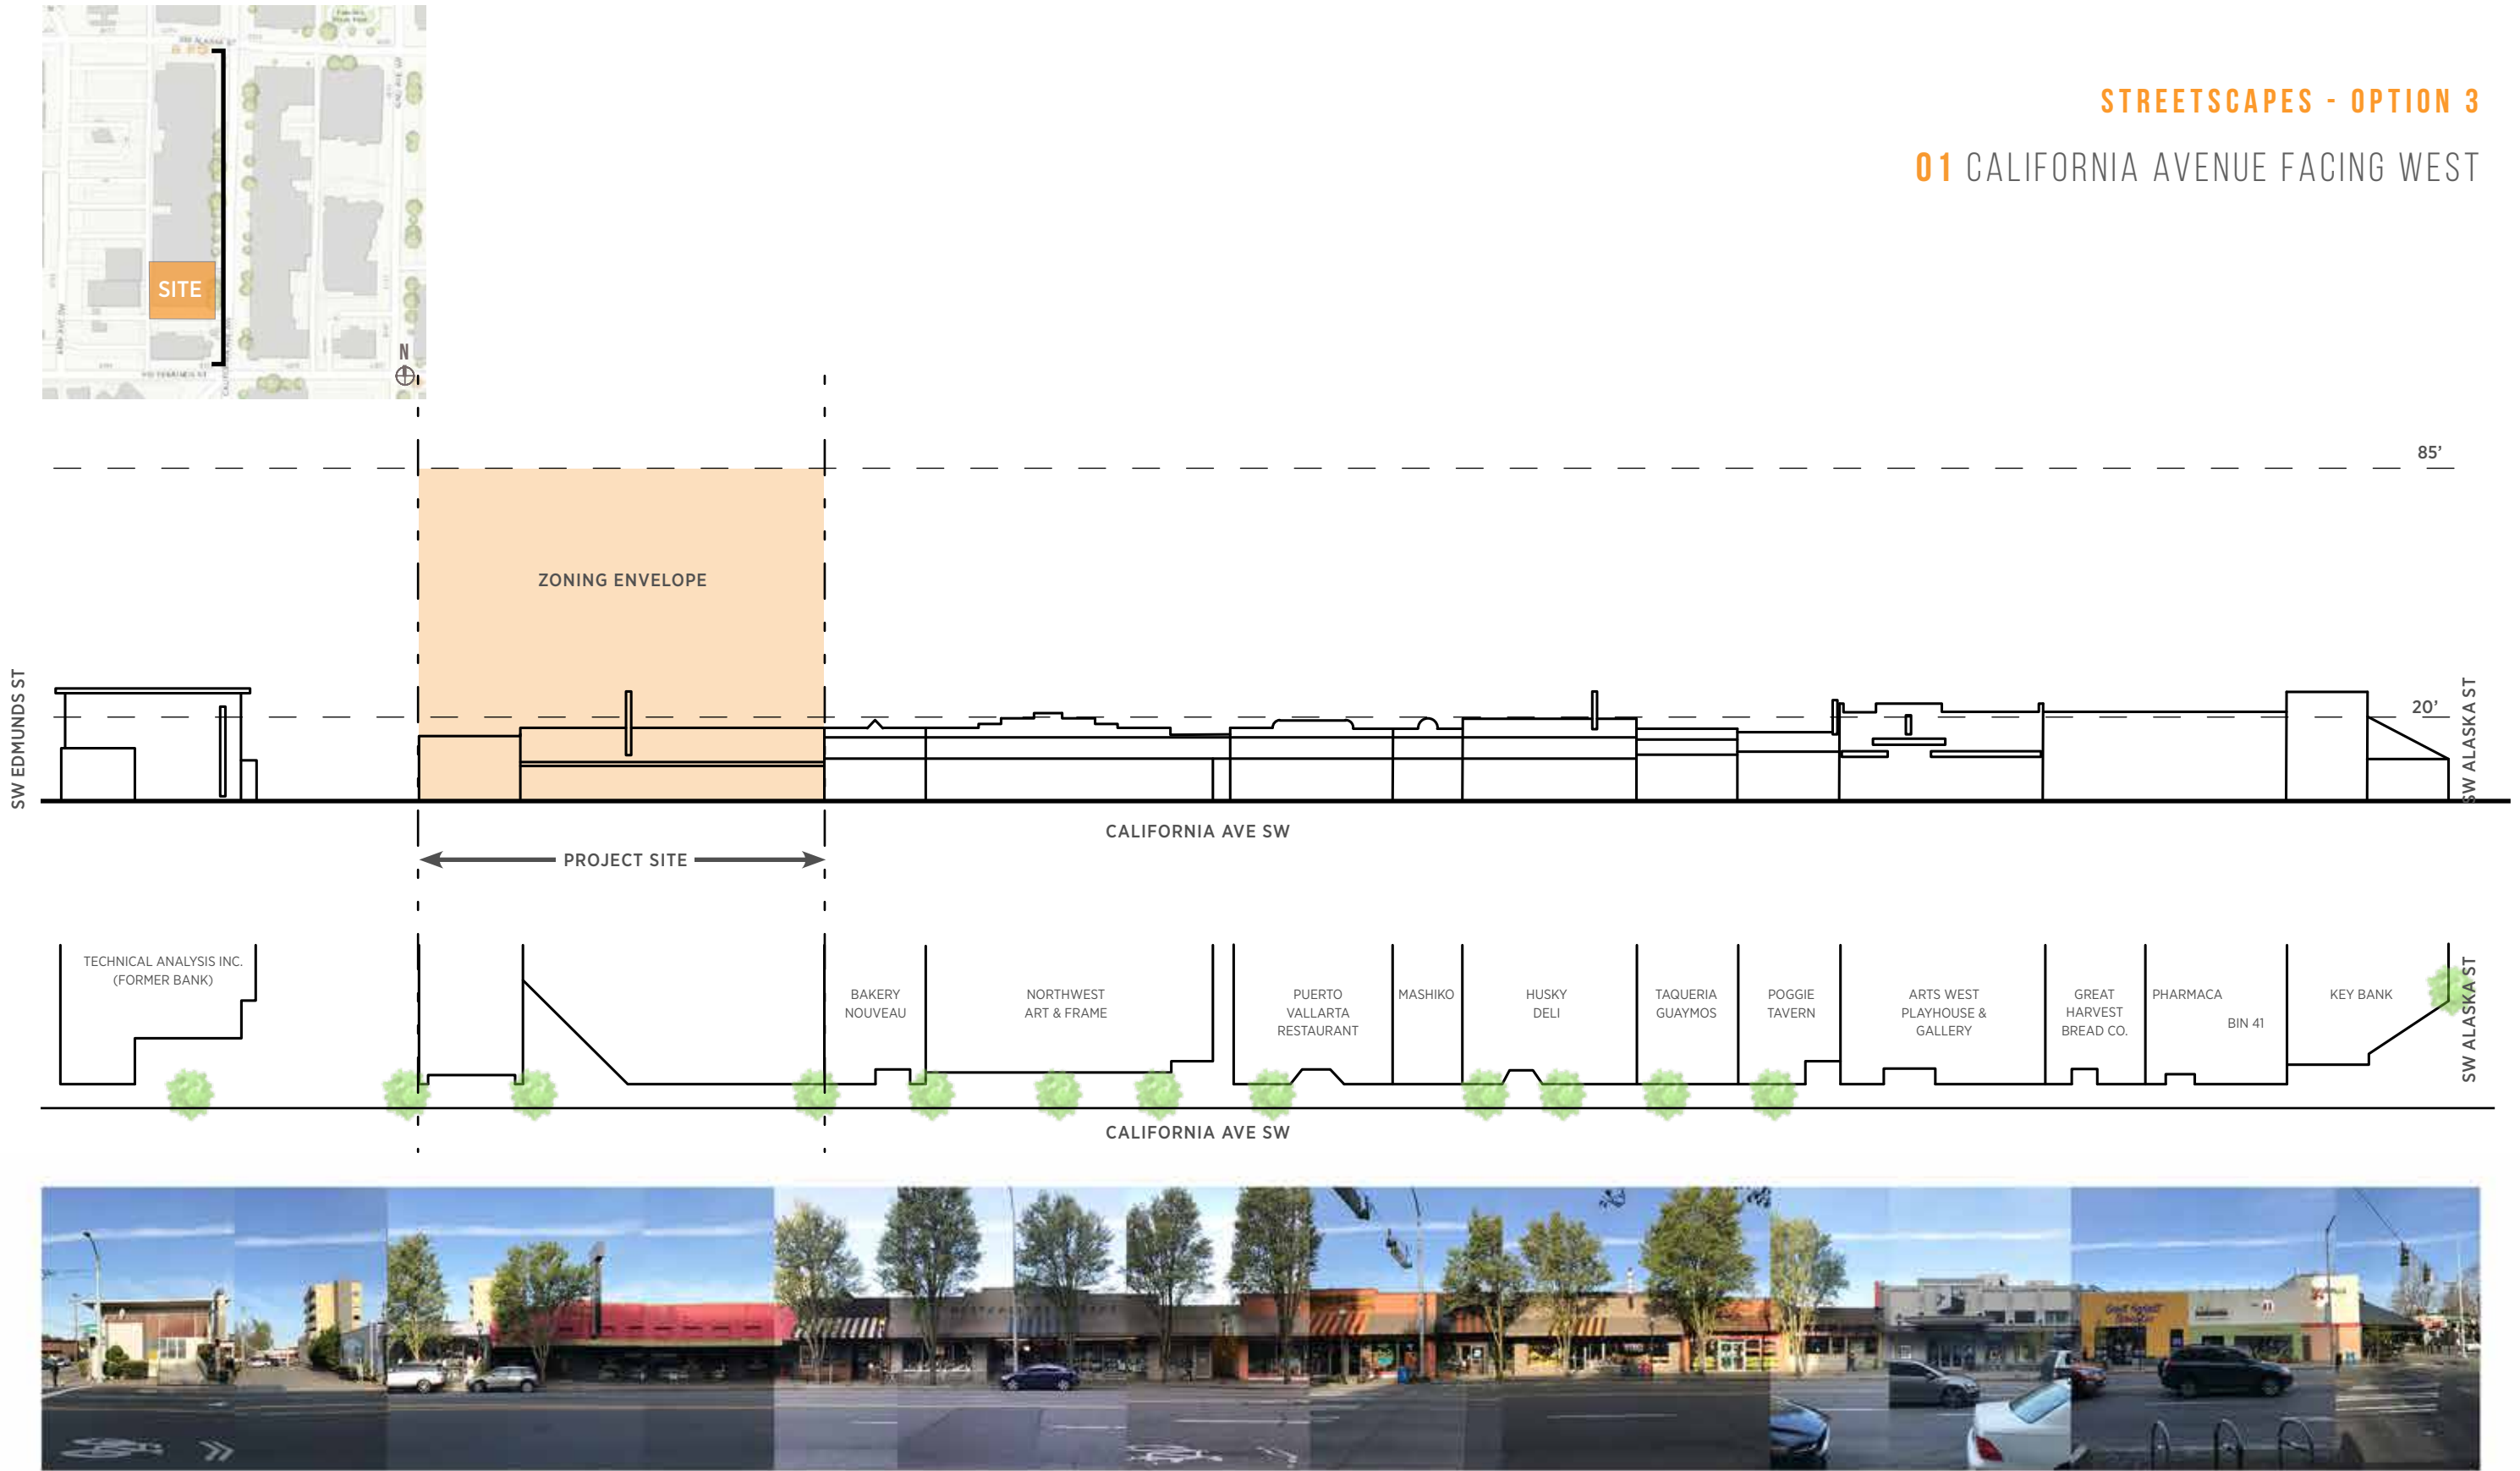 STREETSCAPES - OPTION 3
01 CALIFORNIA AVENUE FACING WEST
SITE
N
85'
ZONING ENVELOPE
20'
SW EDMUNDS ST
SW ALASKA ST
CALIFORNIA AVE SW
PROJECT SITE
TECHNICAL ANALYSIS INC.
(FORMER BANK)
BAKERY
NOUVEAU
NORTHWEST
ART & FRAME
PUERTO
VALLARTA
RESTAURANT
MASHIKO
HUSKY
DELI
TAQUERIA
GUAYMOS
POGGIE
TAVERN
ARTS WEST
PLAYHOUSE &
GALLERY
GREAT
HARVEST
BREAD CO.
PHARMACA
BIN 41
KEY BANK
SW ALASKA ST
CALIFORNIA AVE SW